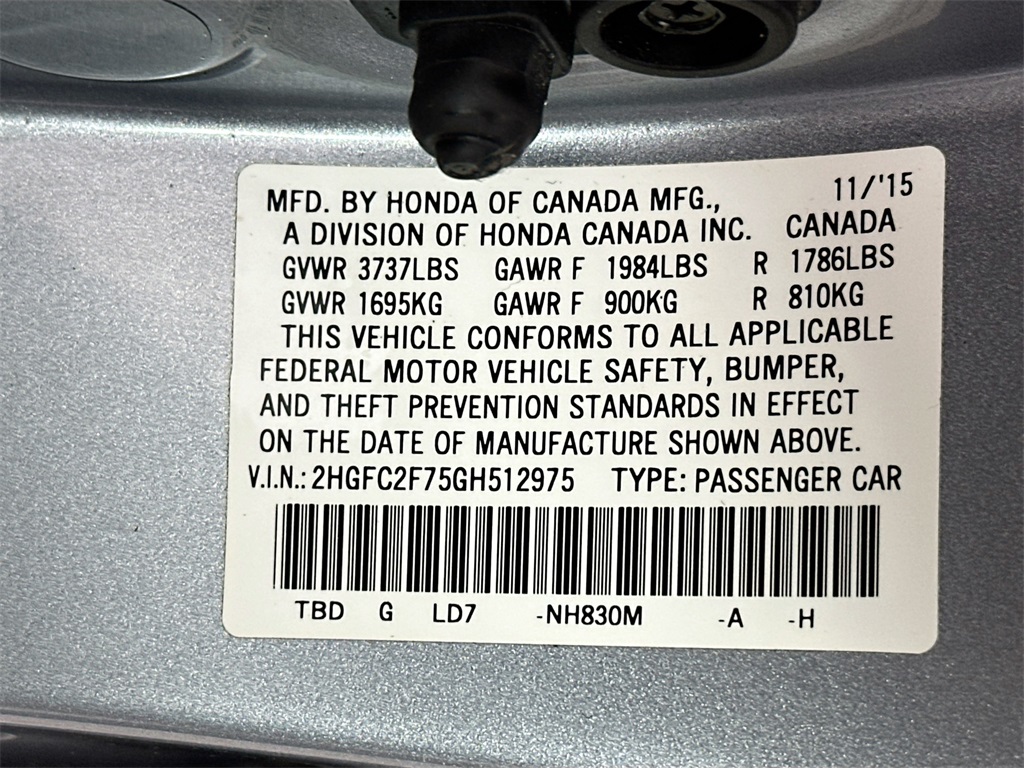 MFD. BY HONDA OF CANADA MFG., 11/'15
A DIVISION OF HONDA CANADA INC. CANADA
GVWR 3737LBS GAWR F 1984LBS R 1786LBS
GVWR 1695KG GAWR F 900KG R 810KG
THIS VEHICLE CONFORMS TO ALL APPLICABLE
FEDERAL MOTOR VEHICLE SAFETY, BUMPER,
AND THEFT PREVENTION STANDARDS IN EFFECT
ON THE DATE OF MANUFACTURE SHOWN ABOVE.
V.I.N.: 2HGFC2F75GH512975 TYPE: PASSENGER CAR
TBD G LD7 -NH830M -A -H